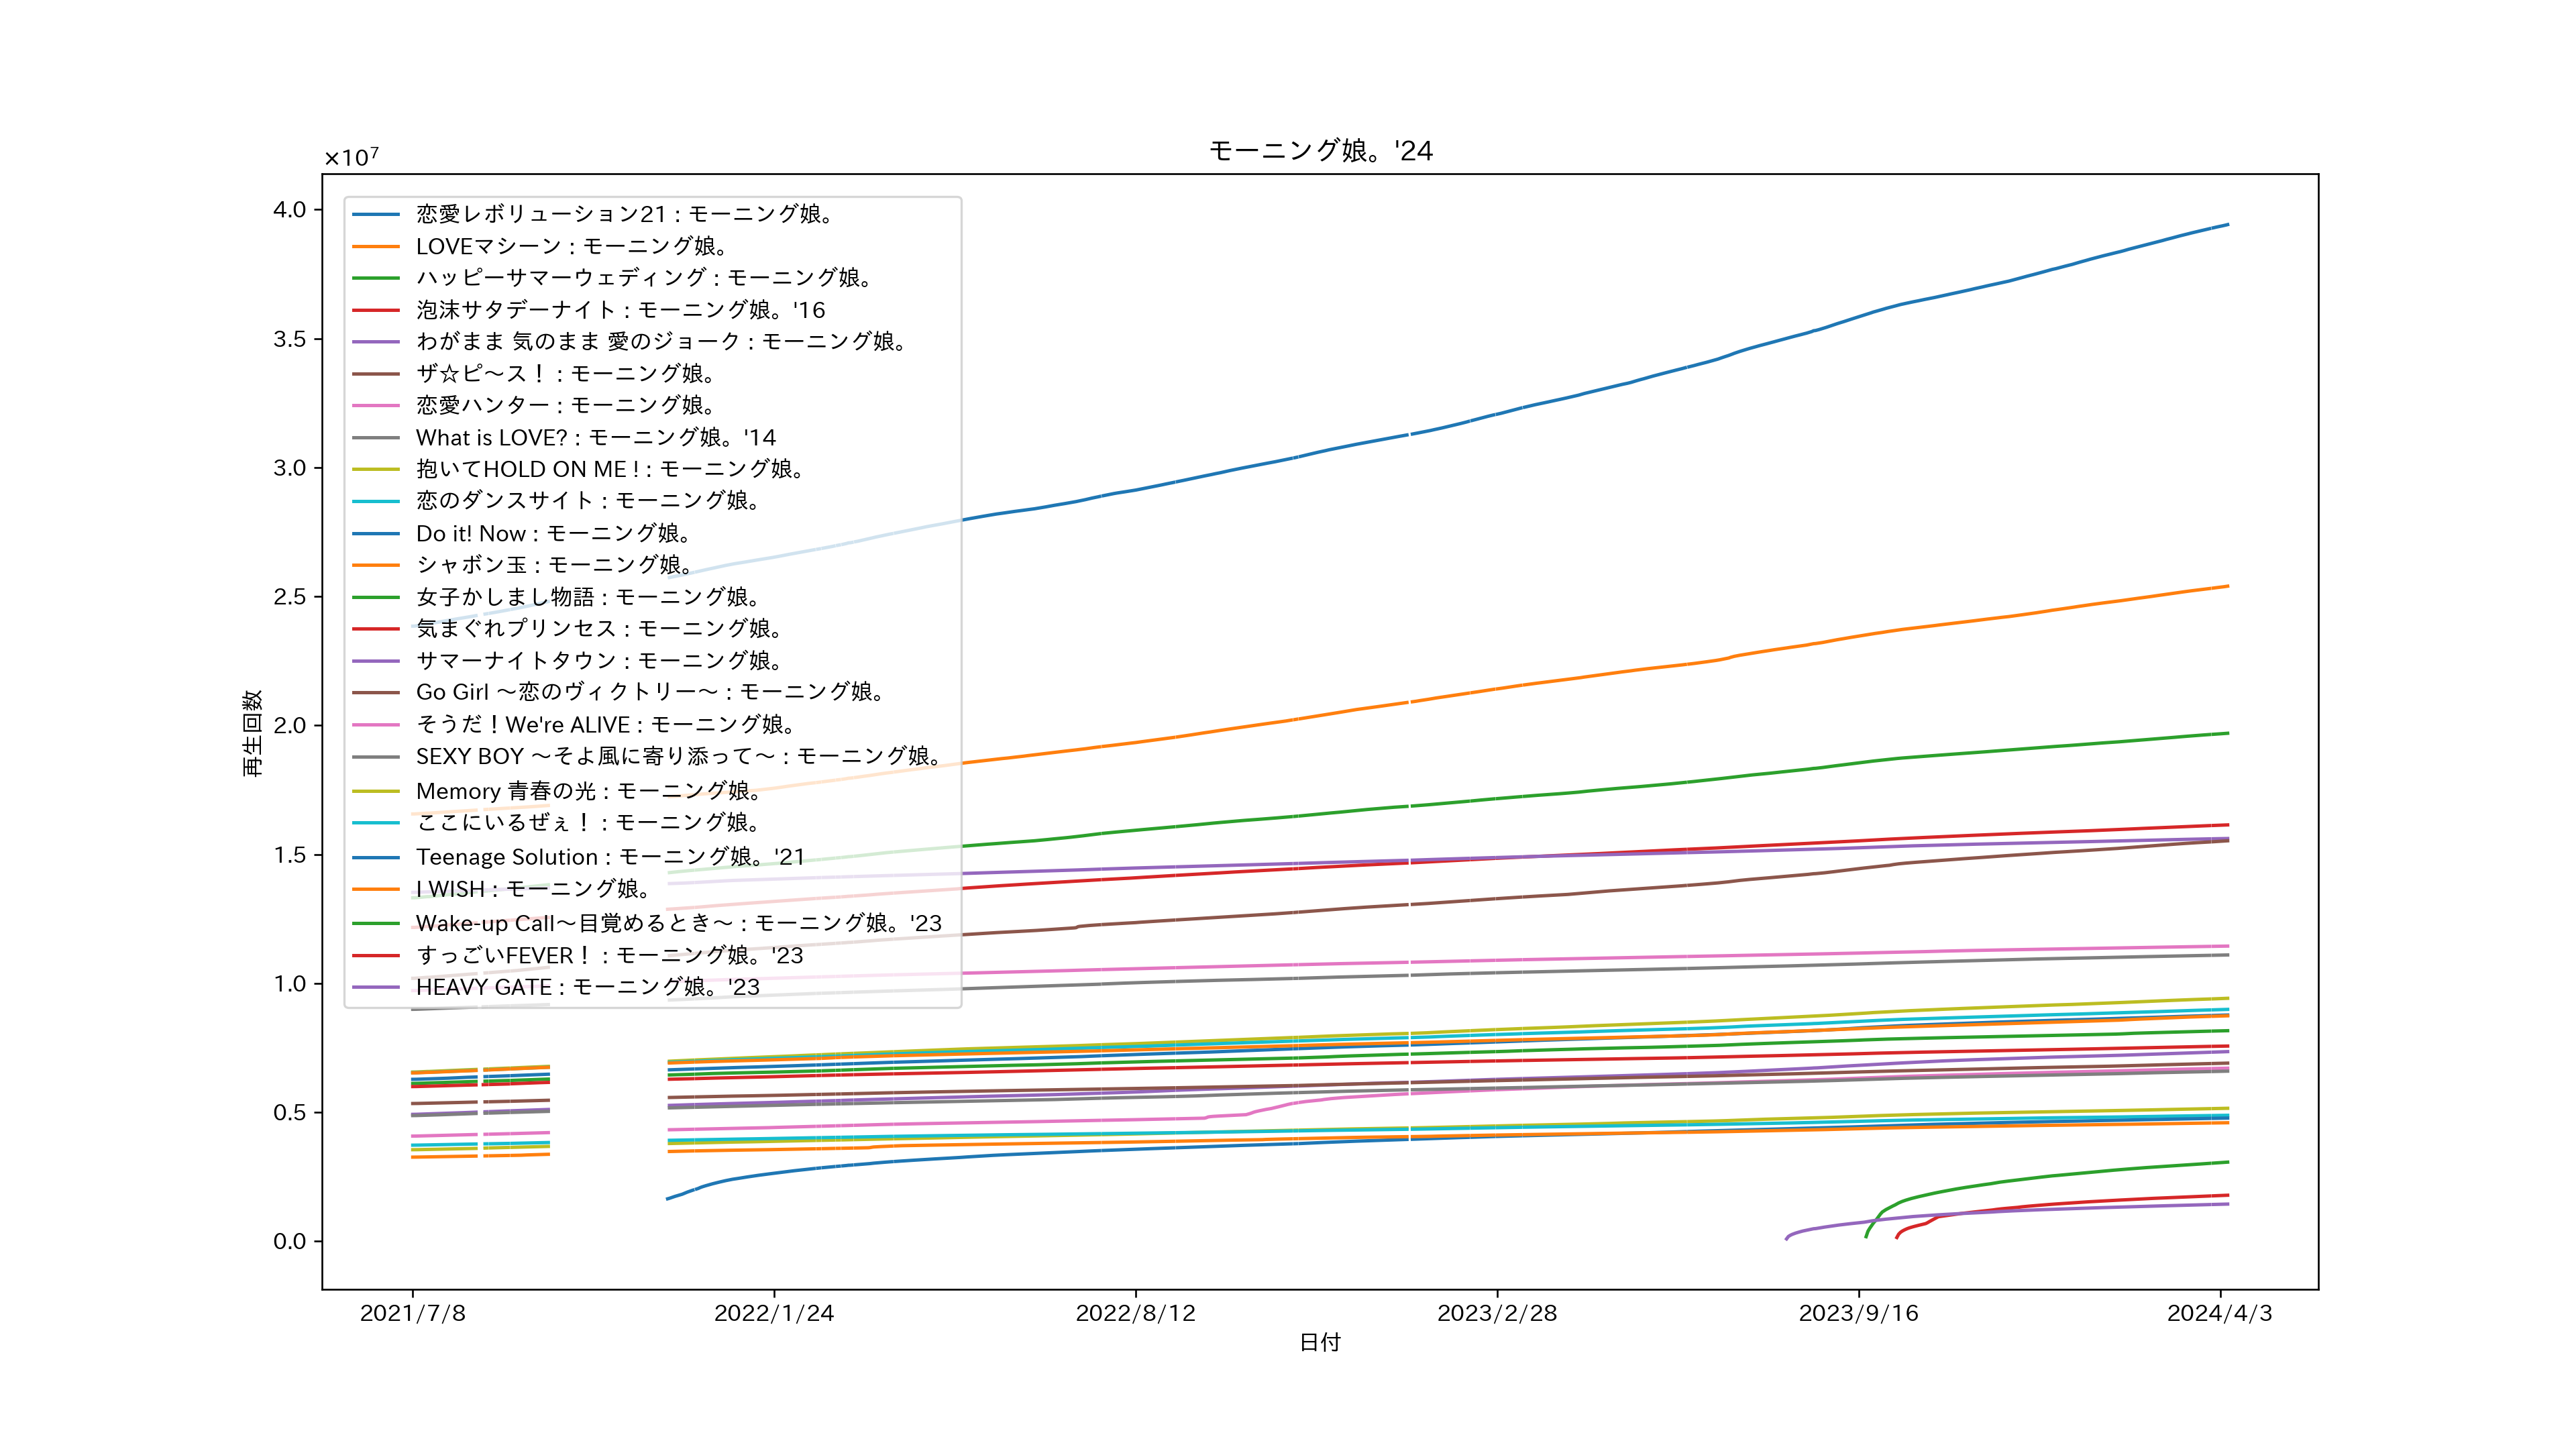 モーニング娘。'24
×10⁷
4.0
3.5
3.0
2.5
2.0
1.5
1.0
0.5
0.0
再生回数
恋愛レボリューション21 : モーニング娘。
LOVEマシーン : モーニング娘。
ハッピーサマーウェディング : モーニング娘。
泡沫サタデーナイト : モーニング娘。'16
わがまま 気のまま 愛のジョーク : モーニング娘。
ザ☆ピ〜ス！ : モーニング娘。
恋愛ハンター : モーニング娘。
What is LOVE? : モーニング娘。'14
抱いてHOLD ON ME ! : モーニング娘。
恋のダンスサイト : モーニング娘。
Do it! Now : モーニング娘。
シャボン玉 : モーニング娘。
女子かしまし物語 : モーニング娘。
気まぐれプリンセス : モーニング娘。
サマーナイトタウン : モーニング娘。
Go Girl 〜恋のヴィクトリー〜 : モーニング娘。
そうだ！We're ALIVE : モーニング娘。
SEXY BOY 〜そよ風に寄り添って〜 : モーニング娘。
Memory 青春の光 : モーニング娘。
ここにいるぜぇ！ : モーニング娘。
Teenage Solution : モーニング娘。'21
I WISH : モーニング娘。
Wake-up Call〜目覚めるとき〜 : モーニング娘。'23
すっごいFEVER！ : モーニング娘。'23
HEAVY GATE : モーニング娘。'23
2021/7/8
2022/1/24
2022/8/12
2023/2/28
2023/9/16
2024/4/3
日付